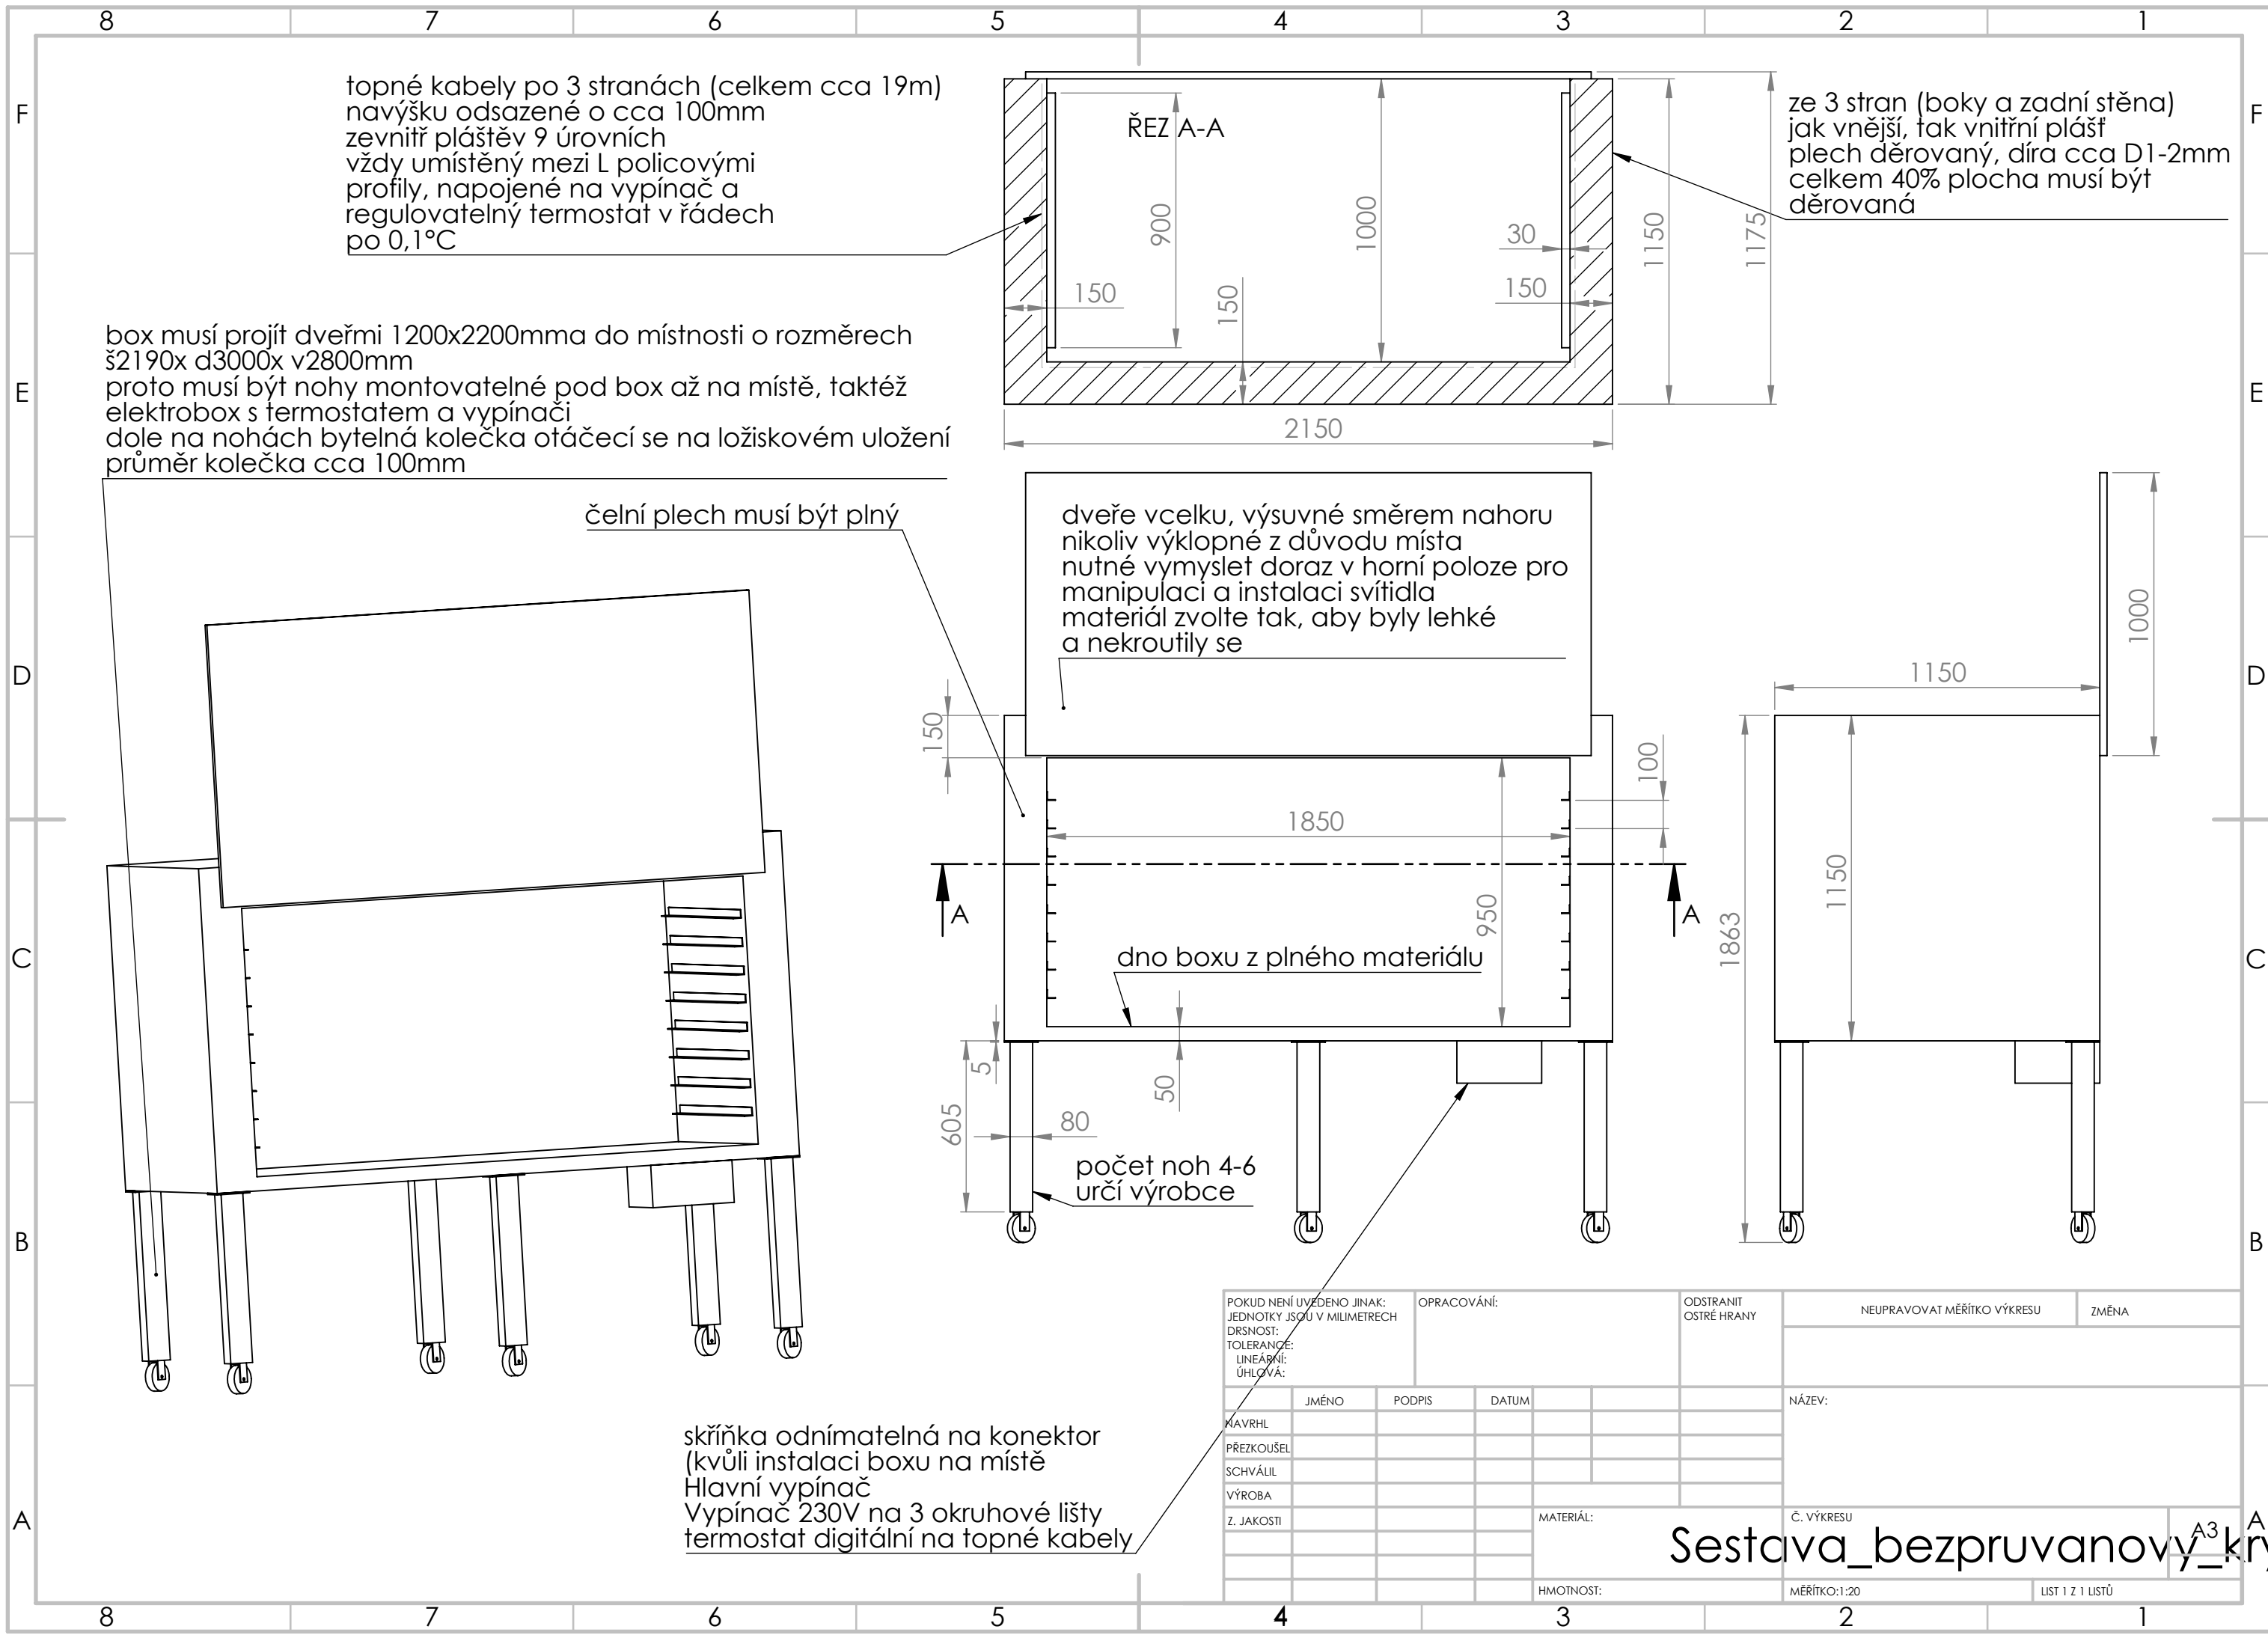 8 7 6 5 4 3 2 1
F
topné kabely po 3 stranách (celkem cca 19m)
navýšku odsazené o cca 100mm
zevnitř pláštěv 9 úrovních
vždy umístěný mezi L policovými
profily, napojené na vypínač a
regulovatelný termostat v řádech
po 0,1°C
ŘEZ A-A
900
1000
30
150
150
150
1150
1175
2150
ze 3 stran (boky a zadní stěna)
jak vnější, tak vnitřní plášť
plech děrovaný, díra cca D1-2mm
celkem 40% plocha musí být
děrovaná
F
E
box musí projít dveřmi 1200x2200mma do místnosti o rozměrech
š2190x d3000x v2800mm
proto musí být nohy montovatelné pod box až na místě, taktéž
elektrobox s termostatem a vypínači
dole na nohách bytelná kolečka otáčecí se na ložiskovém uložení
průměr kolečka cca 100mm
E
čelní plech musí být plný
dveře vcelku, výsuvné směrem nahoru
nikoliv výklopné z důvodu místa
nutné vymyslet doraz v horní poloze pro
manipulaci a instalaci svítidla
materiál zvolte tak, aby byly lehké
a nekroutily se
D
1000
1150
D
150
100
1850
1150
A
A
950
1863
C
dno boxu z plného materiálu
C
5
50
605
80
počet noh 4-6
určí výrobce
B
B
skříňka odnímatelná na konektor
(kvůli instalaci boxu na místě
Hlavní vypínač
Vypínač 230V na 3 okruhové lišty
termostat digitální na topné kabely
A
POKUD NENÍ UVEDENO JINAK:
JEDNOTKY JSOU V MILIMETRECH
DRSNOST:
TOLERANCE:
LINEÁRNÍ:
ÚHLOVÁ:
OPRACOVÁNÍ:
ODSTRANIT
OSTRÉ HRANY
NEUPRAVOVAT MĚŘÍTKO VÝKRESU
ZMĚNA
JMÉNO PODPIS DATUM
NÁZEV:
NAVRHL
PŘEZKOUŠEL
SCHVÁLIL
VÝROBA
Z. JAKOSTI
MATERIÁL:
Č. VÝKRESU
Sestava_bezpruvanovy_kry
A3
A
HMOTNOST:
MĚŘÍTKO:1:20
LIST 1 Z 1 LISTŮ
8 7 6 5 4 3 2 1